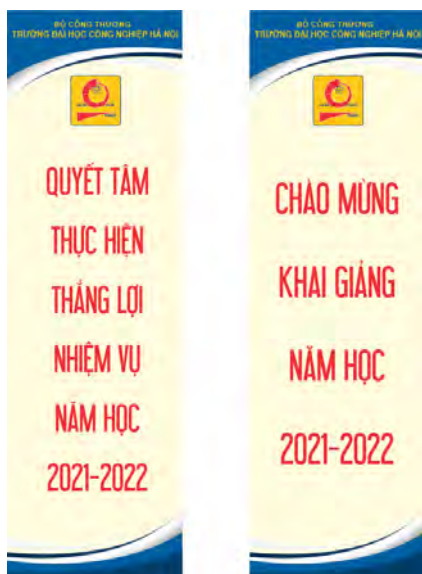 BỘ CÔNG THƯƠNG
TRƯỜNG ĐẠI HỌC CÔNG NGHIỆP HÀ NỘI
QUYẾT TÂM
THỰC HIỆN
THẮNG LỢI
NHIỆM VỤ
NĂM HỌC
2021-2022
BỘ CÔNG THƯƠNG
TRƯỜNG ĐẠI HỌC CÔNG NGHIỆP HÀ NỘI
CHÀO MỪNG
KHAI GIẢNG
NĂM HỌC
2021-2022